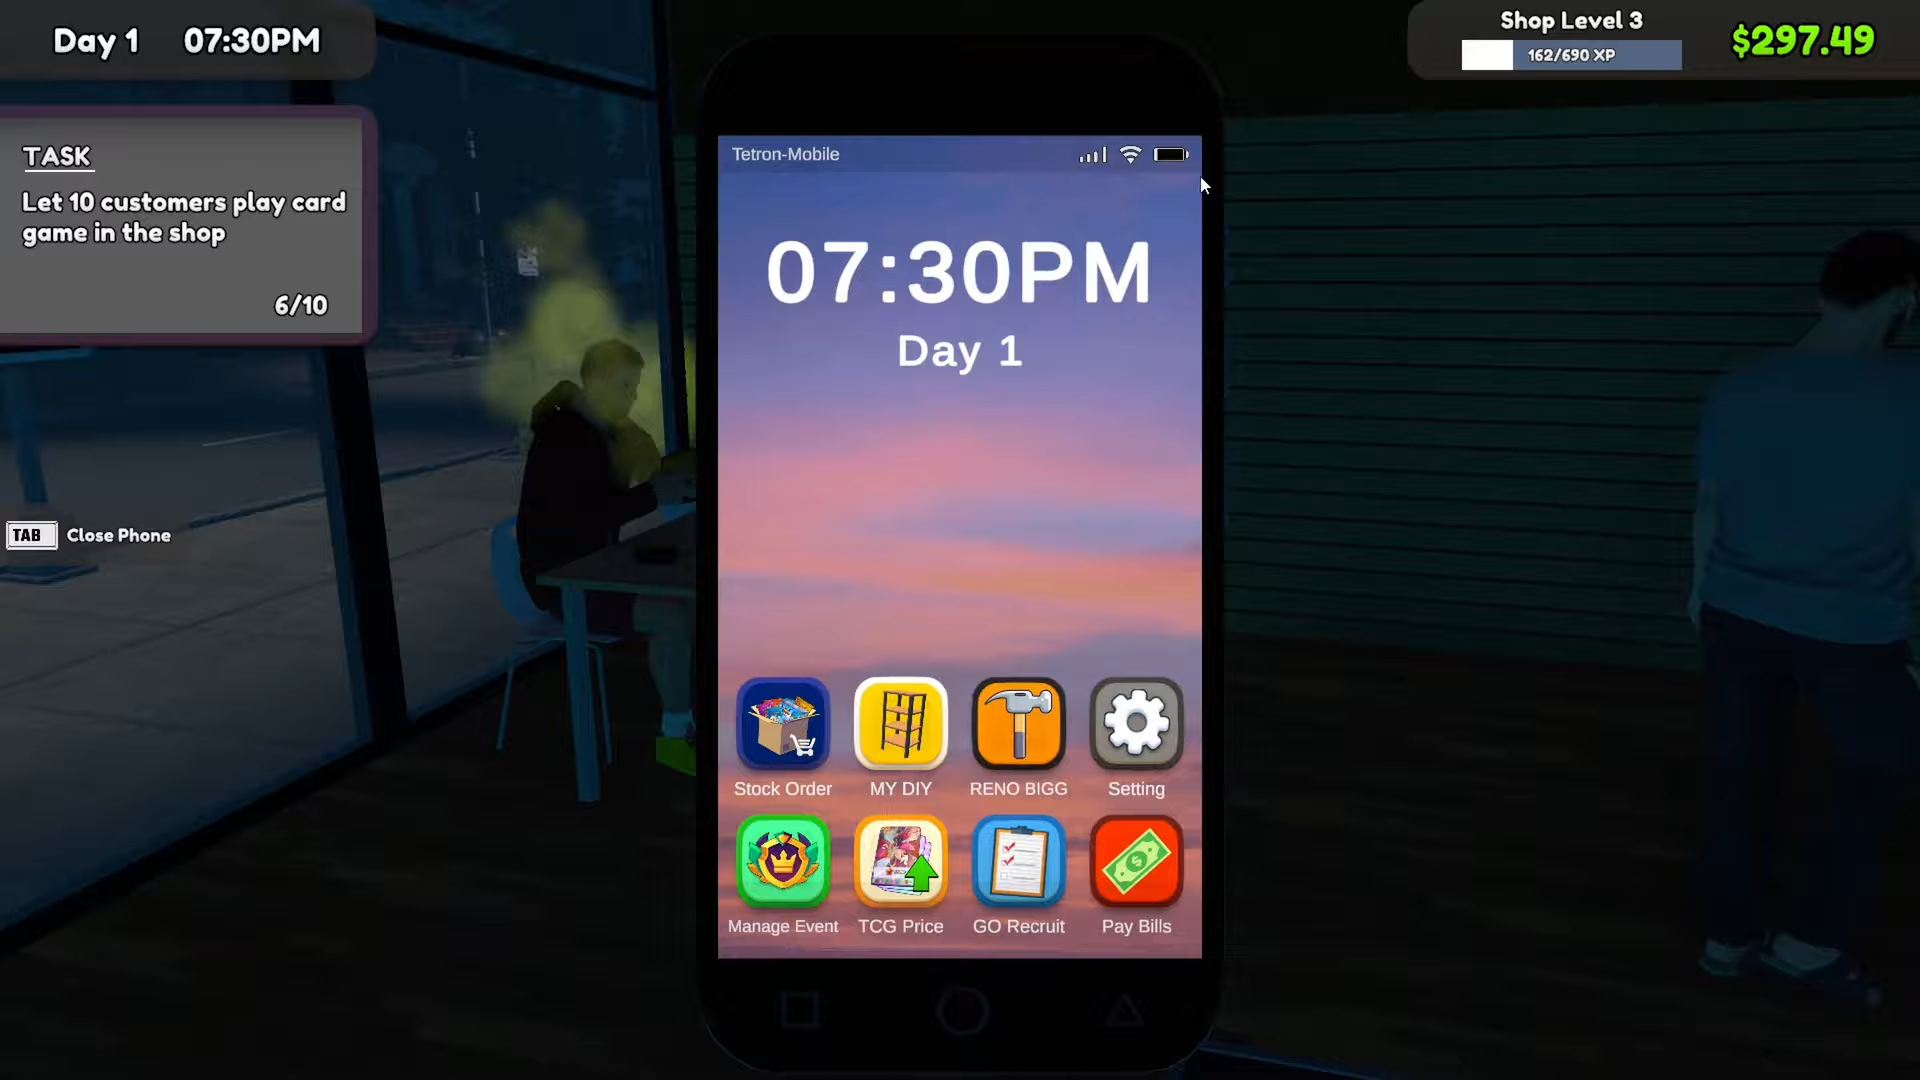 Day 1 07:30PM
Shop Level 3
162/690 XP
$297.49
TASK
Let 10 customers play card
game in the shop
6/10
TAB Close Phone
Tetron-Mobile
07:30PM
Day 1
Stock Order MY DIY RENO BIGG Setting
Manage Event TCG Price GO Recruit Pay Bills